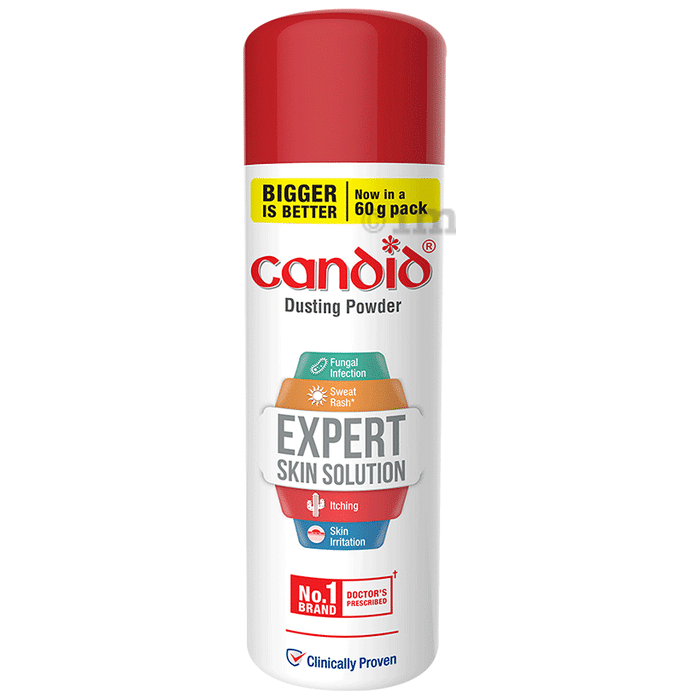 BIGGER
IS BETTER
Now in a
60 g pack
candid®
Dusting Powder
Fungal
Infection
Sweat
Rash*
EXPERT
SKIN SOLUTION
Itching
Skin
Irritation
No.1
BRAND
DOCTOR'S
PRESCRIBED
†
Clinically Proven